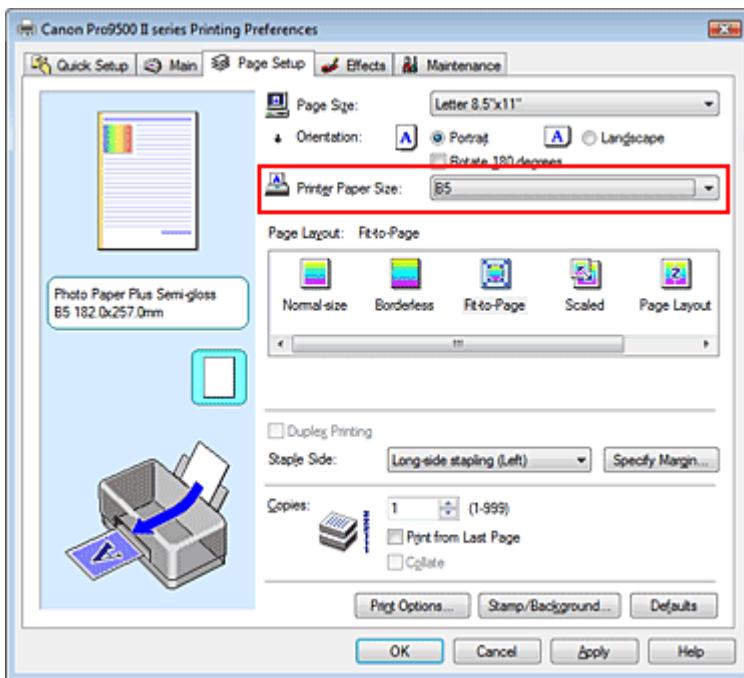 Canon Pro9500 II series Printing Preferences
Quick Setup Main Page Setup Effects Maintenance
Page Size: Letter 8.5"x11"
Orientation: A Portrait A Landscape
Rotate 180 degrees
Printer Paper Size: B5
Page Layout: Fit-to-Page
Normal-size Borderless Fit-to-Page Scaled Page Layout
Photo Paper Plus Semi-gloss
B5 182.0x257.0mm
Duplex Printing
Staple Side: Long-side stapling (Left) Specify Margin...
Copies: 1 (1-999)
Print from Last Page
Collate
Print Options... Stamp/Background... Defaults
OK Cancel Apply Help